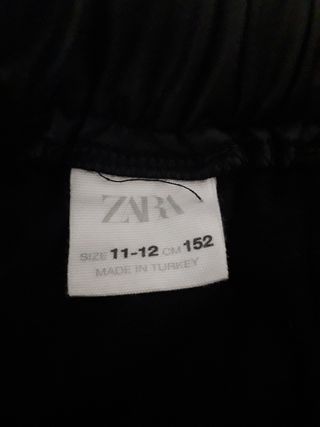 ZARA
SIZE 11-12 CM 152
MADE IN TURKEY